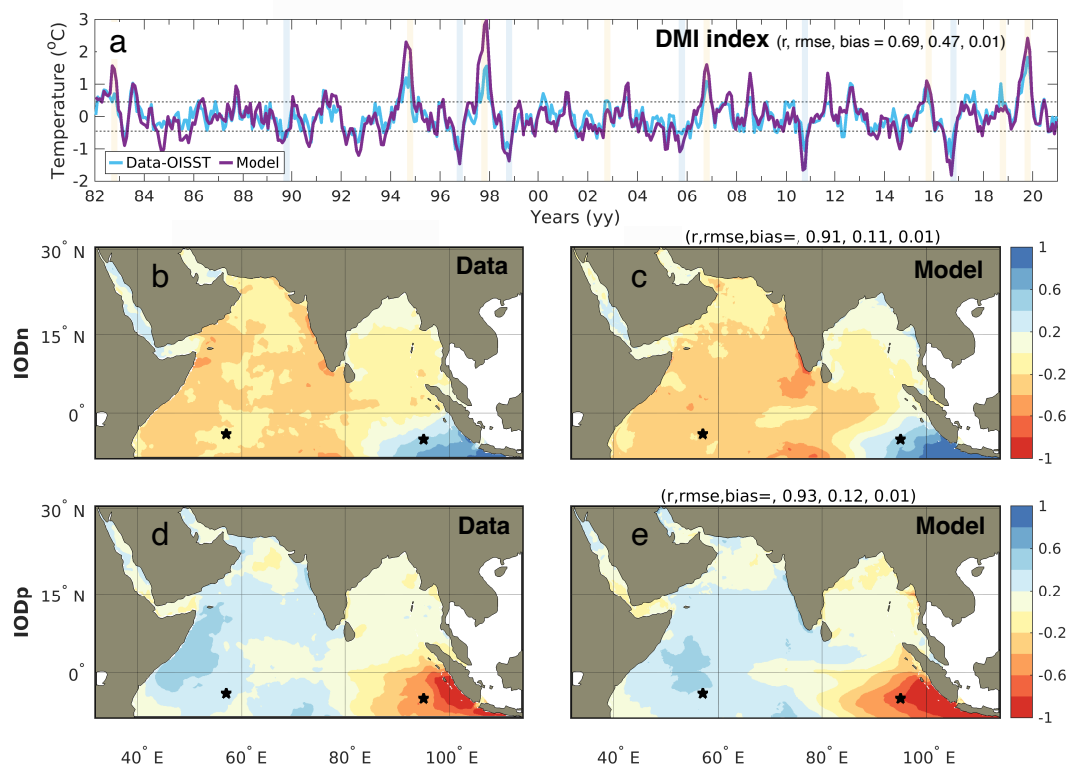 a
DMI index (r, rmse, bias = 0.69, 0.47, 0.01)
Temperature (°C)
3
2
1
0
-1
-2
Data-OISST Model
82 84 86 88 90 92 94 96 98 00 02 04 06 08 10 12 14 16 18 20
Years (yy)
(r,rmse,bias=, 0.91, 0.11, 0.01)
IODn
30° N
15° N
0°
b
Data
c
Model
1
0.6
0.2
-0.2
-0.6
-1
(r,rmse,bias=, 0.93, 0.12, 0.01)
IODp
30° N
15° N
0°
d
Data
e
Model
1
0.6
0.2
-0.2
-0.6
-1
40° E 60° E 80° E 100° E 40° E 60° E 80° E 100° E